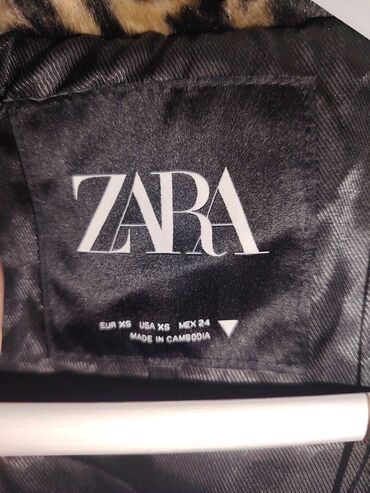 ZARA
EUR XS USA XS MEX 24
MADE IN CAMBODIA